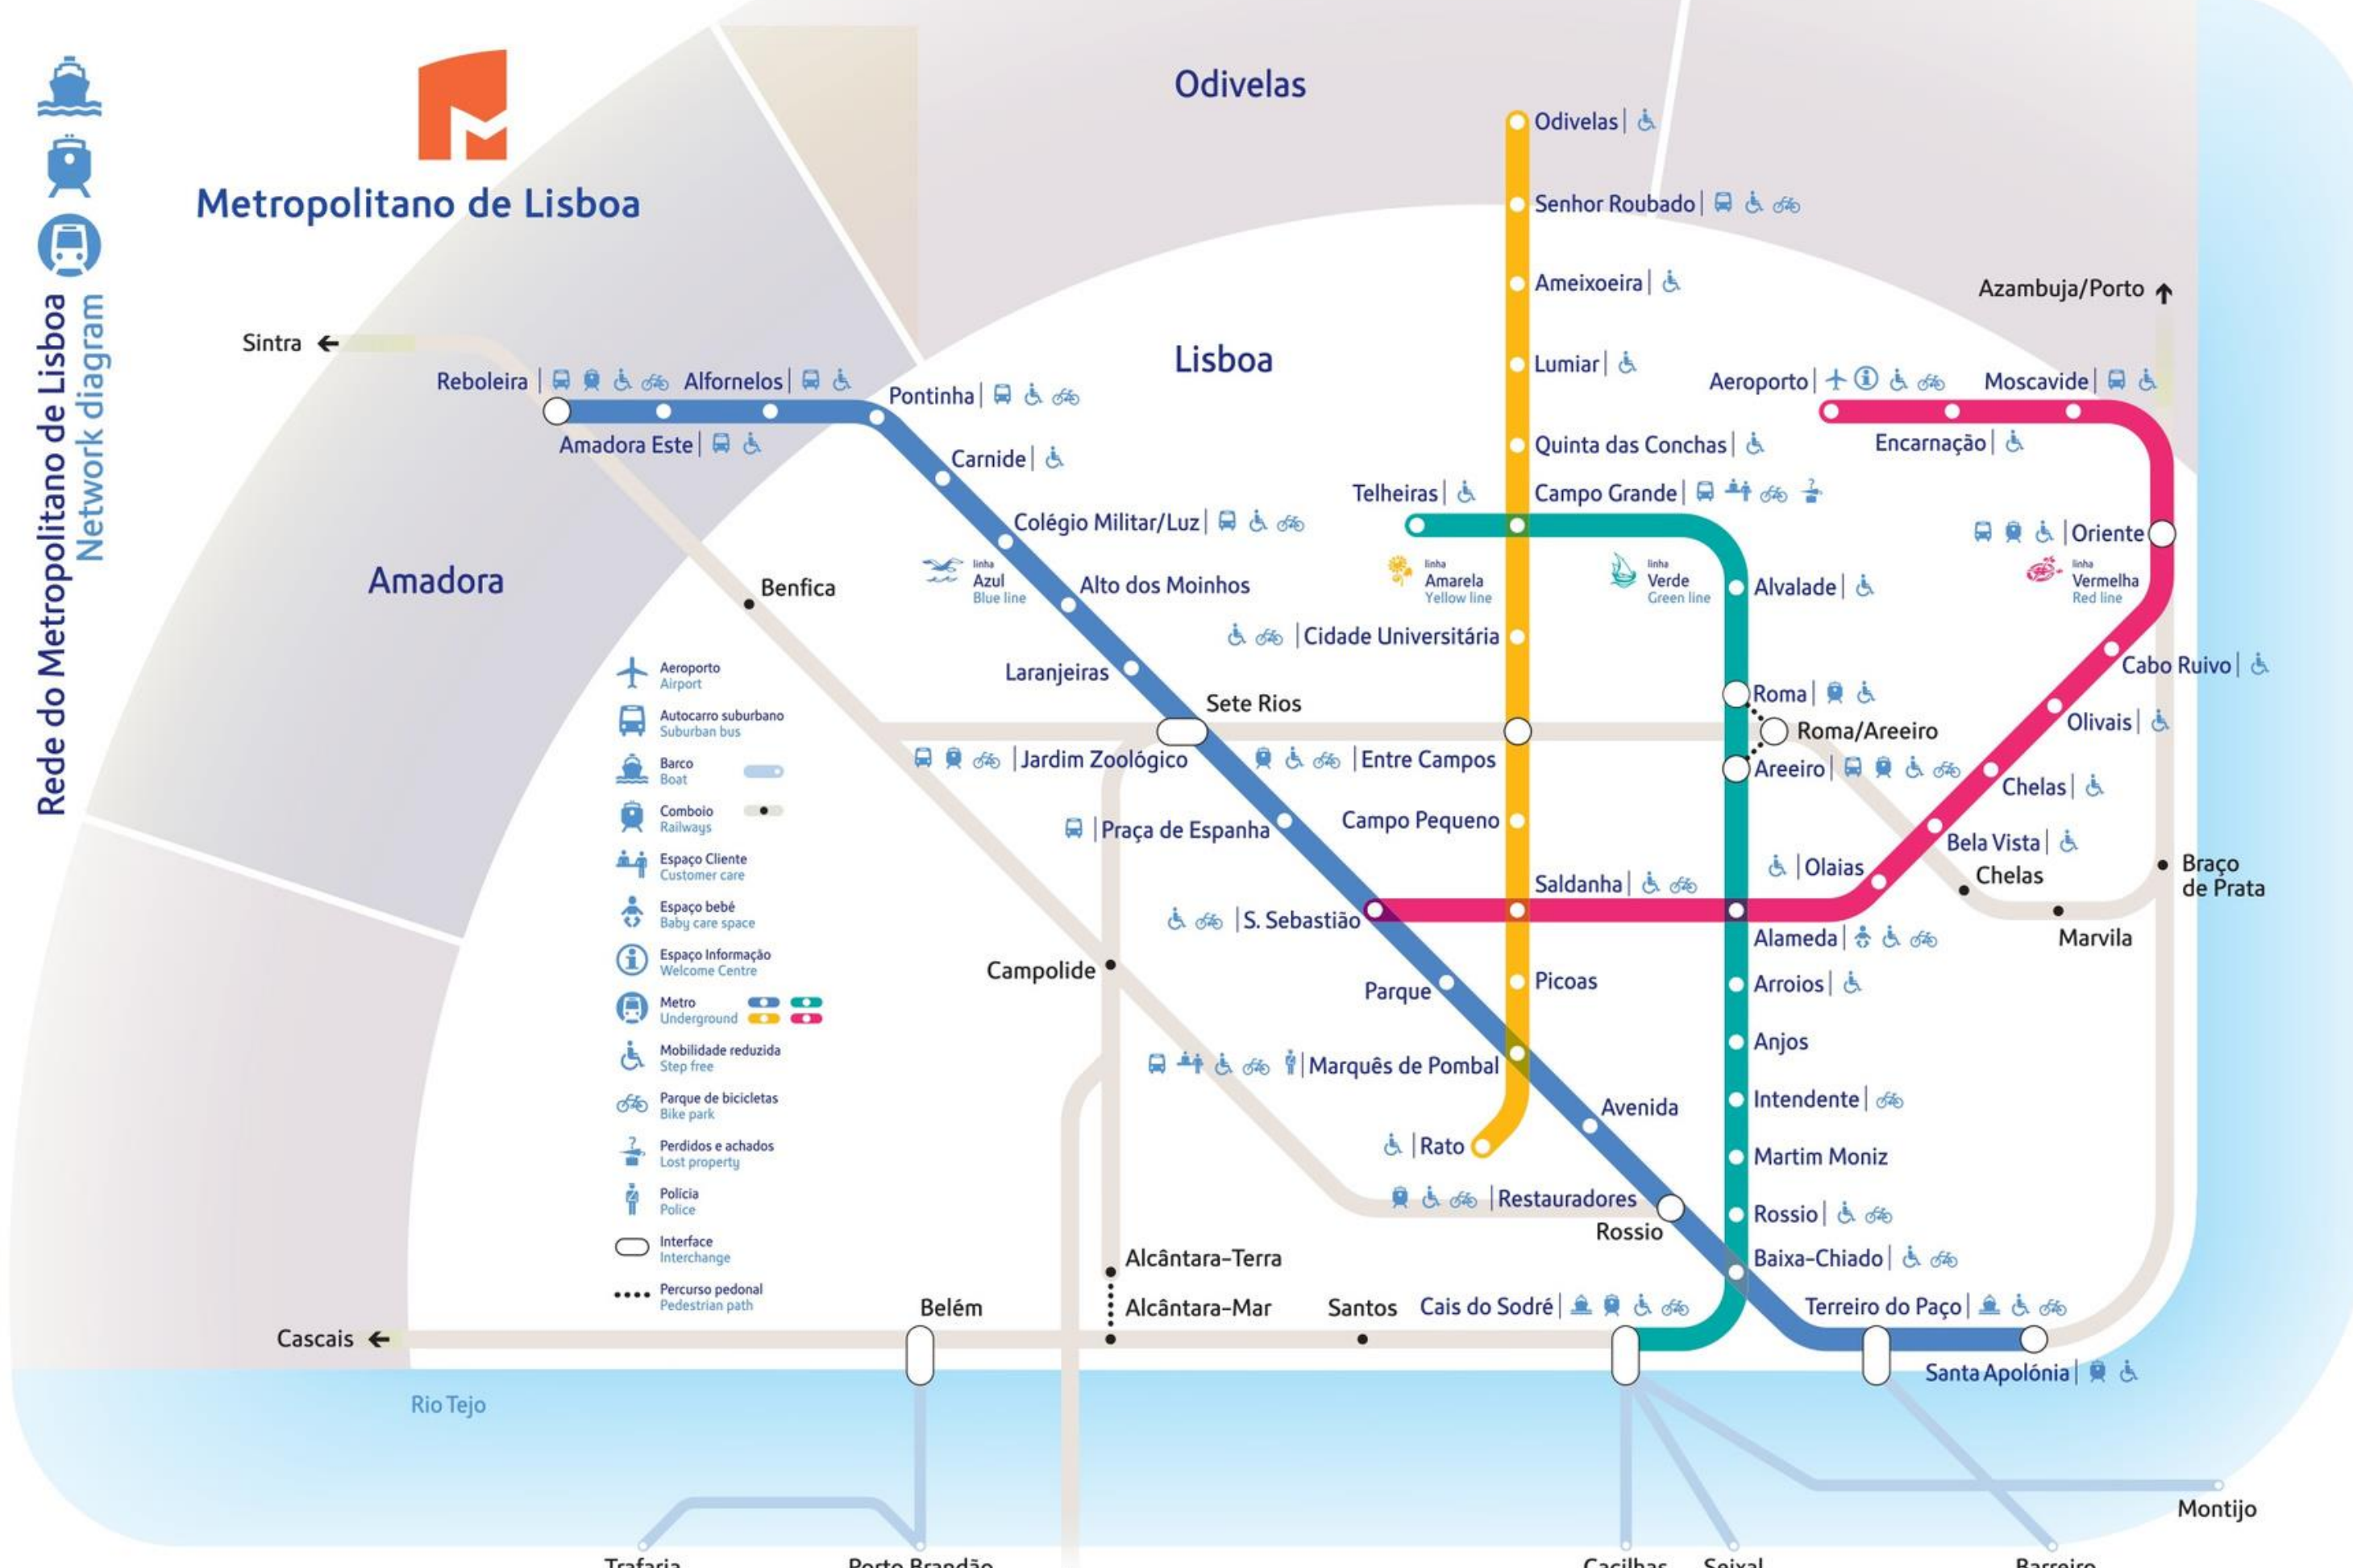 Rede do Metropolitano de Lisboa
Network diagram
Metropolitano de Lisboa
Odivelas
Odivelas
Senhor Roubado
Ameixoeira
Azambuja/Porto
Sintra
Lisboa
Lumiar
Reboleira
Alfornelos
Pontinha
Aeroporto
Moscavide
Amadora Este
Quinta das Conchas
Encarnação
Carnide
Telheiras
Campo Grande
Colégio Militar/Luz
Oriente
linha
Azul
Blue line
linha
Amarela
Yellow line
linha
Verde
Green line
linha
Vermelha
Red line
Amadora
Benfica
Alto dos Moinhos
Alvalade
Cidade Universitária
Laranjeiras
Cabo Ruivo
Sete Rios
Roma
Olivais
Roma/Areeiro
Jardim Zoológico
Entre Campos
Areeiro
Chelas
Praça de Espanha
Campo Pequeno
Bela Vista
Olaias
Chelas
Braço
de Prata
Saldanha
S. Sebastião
Alameda
Marvila
Campolide
Parque
Picoas
Arroios
Anjos
Marquês de Pombal
Avenida
Intendente
Rato
Martim Moniz
Restauradores
Rossio
Rossio
Baixa-Chiado
Alcântara-Terra
Belém
Alcântara-Mar
Santos
Cais do Sodré
Terreiro do Paço
Cascais
Santa Apolónia
Rio Tejo
Aeroporto
Airport
Autocarro suburbano
Suburban bus
Barco
Boat
Comboio
Railways
Espaço Cliente
Customer care
Espaço bebé
Baby care space
Espaço Informação
Welcome Centre
Metro
Underground
Mobilidade reduzida
Step free
Parque de bicicletas
Bike park
Perdidos e achados
Lost property
Polícia
Police
Interface
Interchange
Percurso pedonal
Pedestrian path
Montijo
Trafaria
Porto Brandão
Cacilhas
Seixal
Barreiro